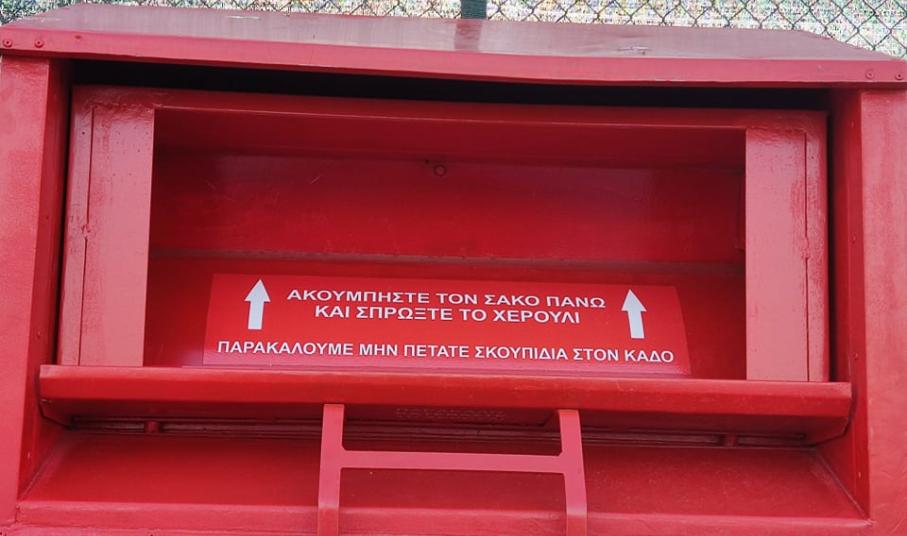 ΑΚΟΥΜΠΗΣΤΕ ΤΟΝ ΣΑΚΟ ΠΑΝΩ
ΚΑΙ ΣΠΡΩΞΤΕ ΤΟ ΧΕΡΟΥΛΙ
ΠΑΡΑΚΑΛΟΥΜΕ ΜΗΝ ΠΕΤΑΤΕ ΣΚΟΥΠΙΔΙΑ ΣΤΟΝ ΚΑΔΟ